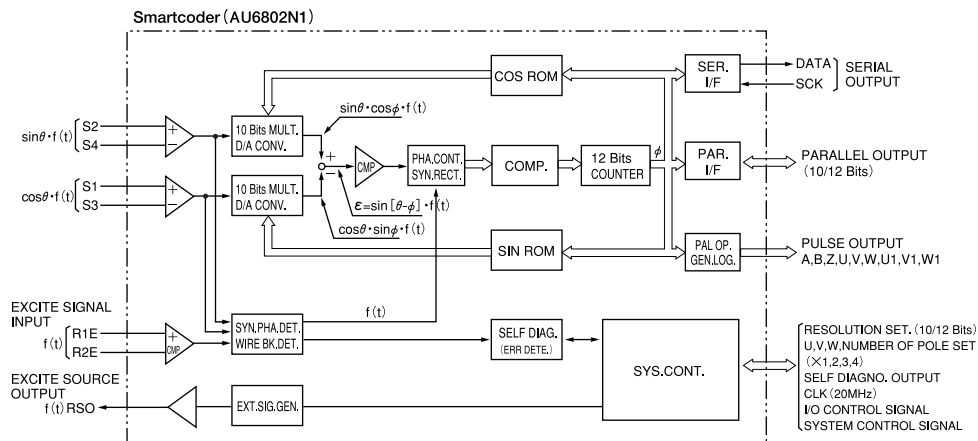 Smartcoder (AU6802N1)
COS ROM
SER.
I/F
DATA
SCK
SERIAL
OUTPUT
sinθ·cosφ·f(t)
sinθ·f(t)
S2
S4
+
−
10 Bits MULT.
D/A CONV.
+
−
CMP
PHA.CONT.
SYN.RECT.
COMP.
12 Bits
COUNTER
φ
PAR.
I/F
PARALLEL OUTPUT
(10/12 Bits)
cosθ·f(t)
S1
S3
+
−
10 Bits MULT.
D/A CONV.
ε=sin [θ-φ]·f(t)
cosθ·sinφ·f(t)
SIN ROM
PAL OP.
GEN.LOG.
PULSE OUTPUT
A,B,Z,U,V,W,U1,V1,W1
EXCITE SIGNAL
INPUT
f(t)
R1E
R2E
+
−
CMP
SYN,PHA.DET.
WIRE BK.DET.
f(t)
SELF DIAG.
(ERR DETE.)
SYS.CONT.
RESOLUTION SET. (10/12 Bits)
U,V,W,NUMBER OF POLE SET
(×1,2,3,4)
SELF DIAGNO. OUTPUT
CLK (20MHz)
I/O CONTROL SIGNAL
SYSTEM CONTROL SIGNAL
EXCITE SOURCE
OUTPUT
f(t) RSO
EXT.SIG.GEN.